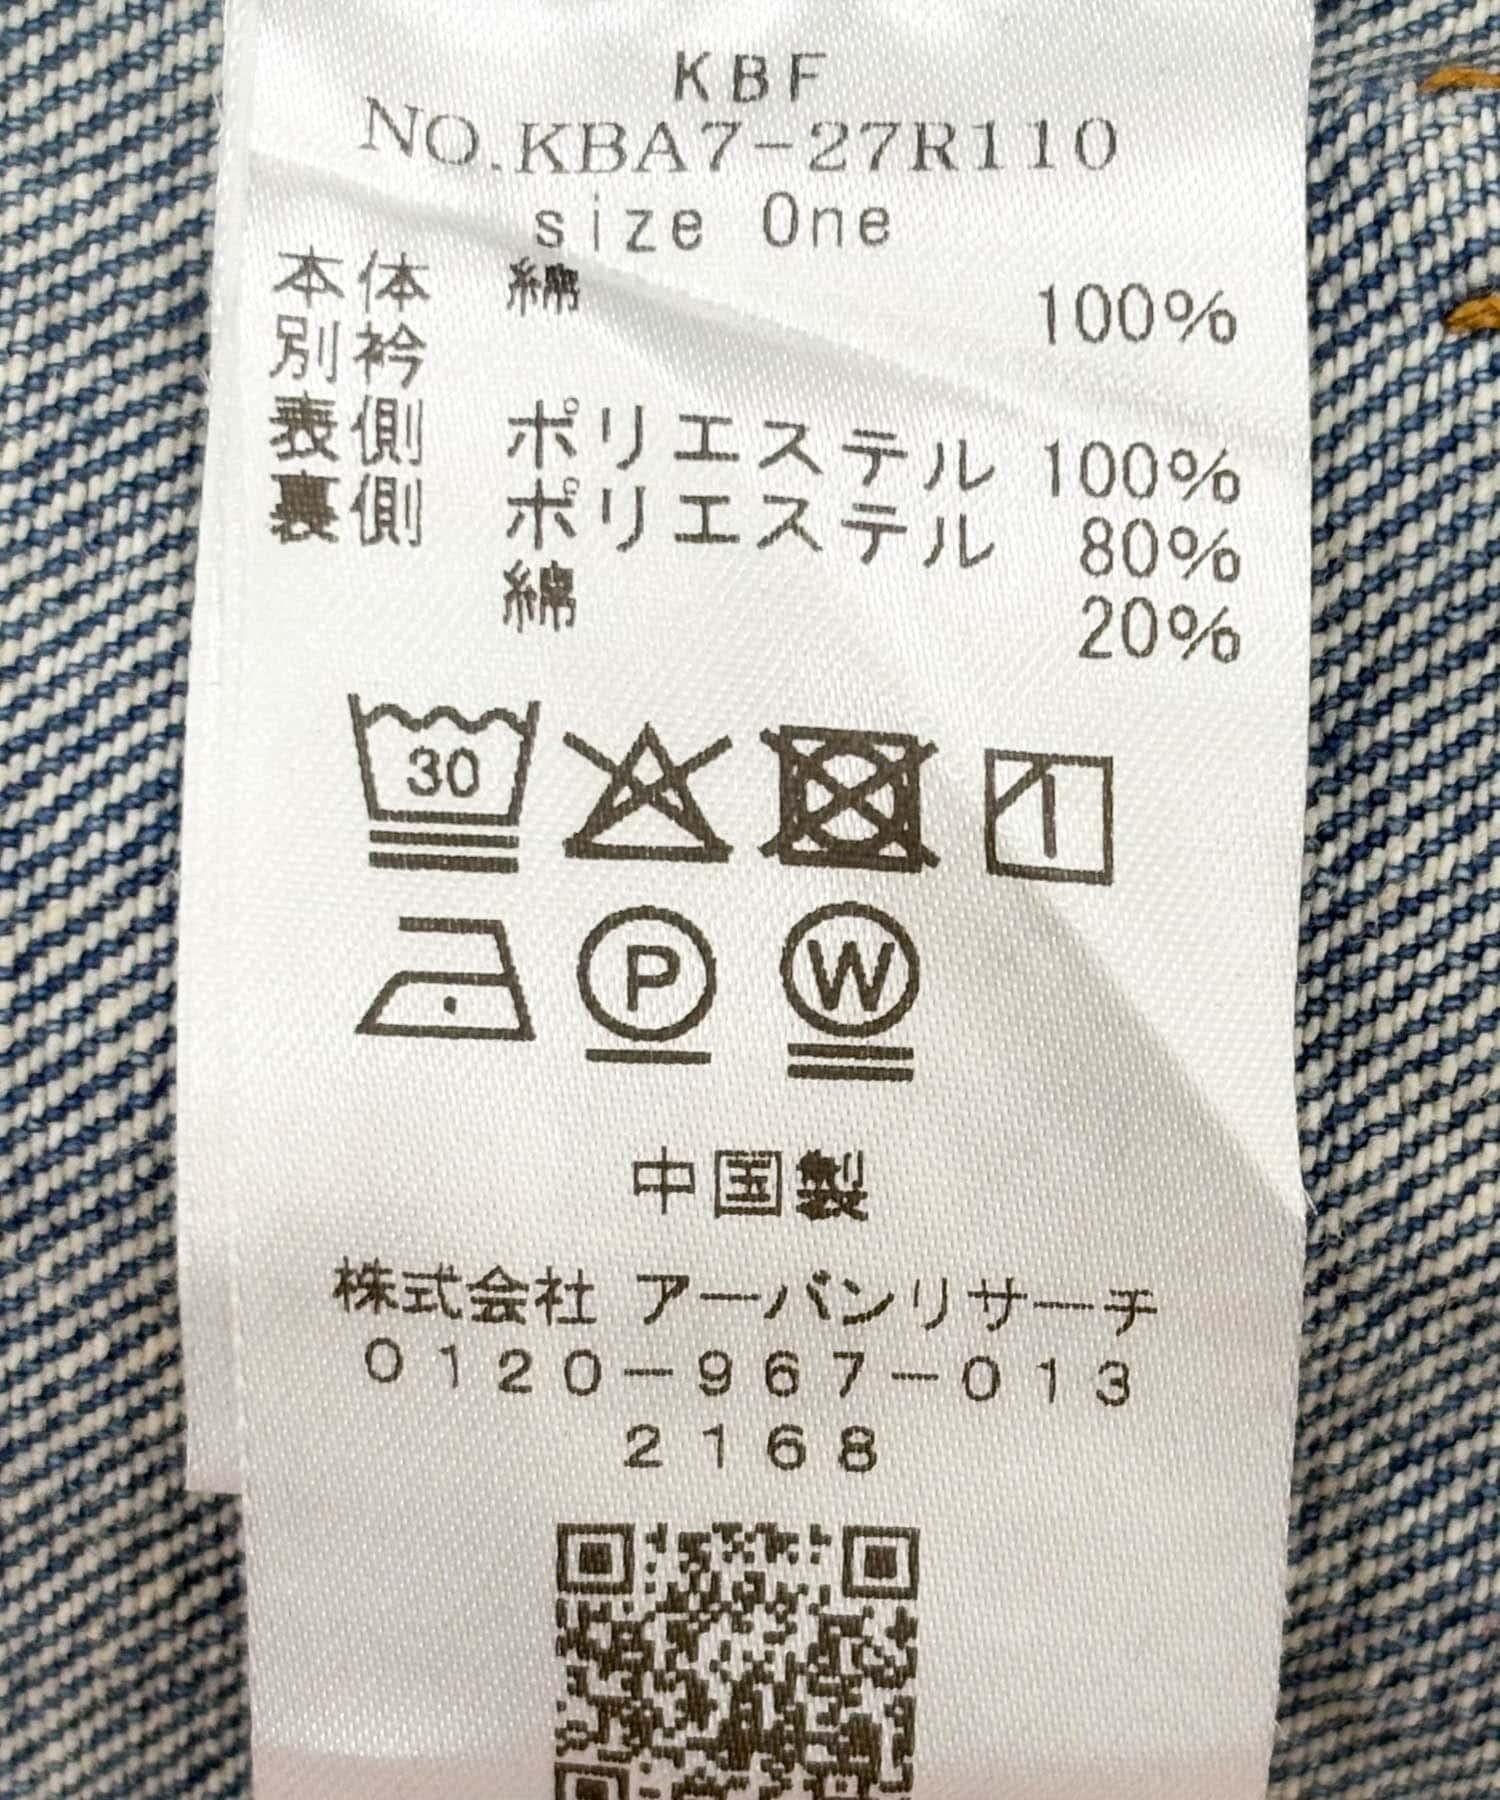 KBF
NO.KBA7-27R110
size One
本体 綿 100%
別衿
表側 ポリエステル 100%
裏側 ポリエステル 80%
綿 20%
30
P W
中国製
株式会社 アーバンリサーチ
0120-967-013
2168